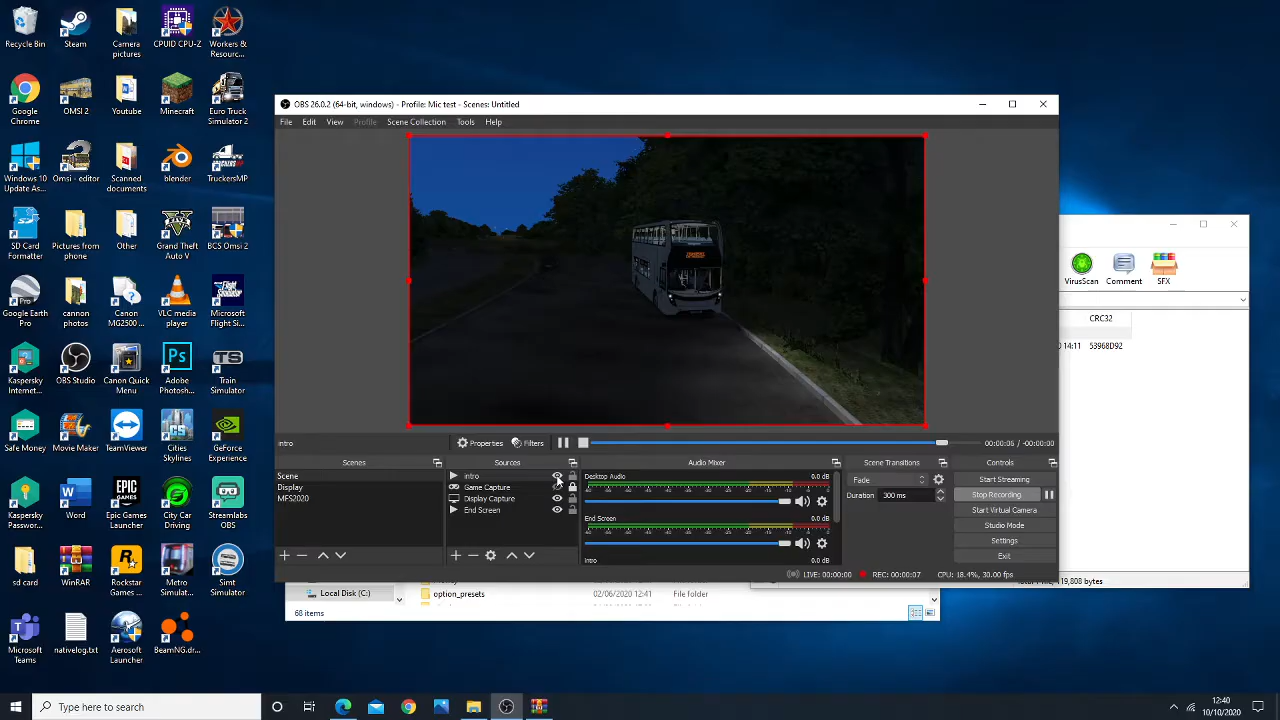 Recycle Bin
Steam
Camera pictures
CPUID CPU-Z
Workers & Resourc...
Google Chrome
OMSI 2
Youtube
Minecraft
Euro Truck Simulator 2
Windows 10 Update As...
Omsi - editor
Scanned documents
blender
TruckersMP
SD Card Formatter
Pictures from phone
Other
Grand Theft Auto V
BCS Omsi 2
Google Earth Pro
cannon photos
Canon MG2500 ...
VLC media player
Microsoft Flight Si...
Kaspersky Internet...
OBS Studio
Canon Quick Menu
Adobe Photosh...
Train Simulator
Safe Money
Movie Maker
TeamViewer
Cities Skylines
GeForce Experience
Kaspersky Passwor...
Word
Epic Games Launcher
City Car Driving
Streamlabs OBS
sd card
WinRAR
Rockstar Games ...
Metro Simulat...
Simt Simulator
Microsoft Teams
nativelog.txt
Aerosoft Launcher
BeamNG.dr...
OBS 26.0.2 (64-bit, windows) - Profile: Mic test - Scenes: Untitled
File Edit View Profile Scene Collection Tools Help
intro Properties Filters 00:00:06 / -00:00:00
Scenes Sources Audio Mixer Scene Transitions Controls
Scene
Display
MFS2020
intro
Game Capture
Display Capture
End Screen
Desktop Audio 0.0 dB
End Screen 0.0 dB
Intro 0.0 dB
Fade
Duration 300 ms
Start Streaming
Stop Recording
Start Virtual Camera
Studio Mode
Settings
Exit
LIVE: 00:00:00 REC: 00:00:07 CPU: 18.4%, 30.00 fps
VirusScan Comment SFX
CRC32
14:11 53968D92
bytes
Local Disk (C:) option_presets 02/06/2020 12:41 File folder
68 items
Type here to search
12:40
10/10/2020